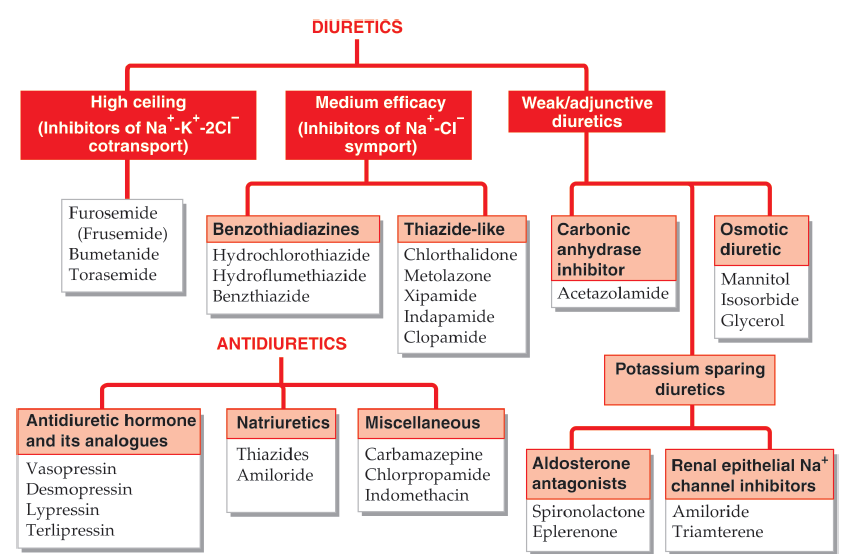 DIURETICS
High ceiling
(Inhibitors of Na⁺-K⁺-2Cl⁻
cotransport)
Medium efficacy
(Inhibitors of Na⁺-Cl⁻
symport)
Weak/adjunctive
diuretics
Furosemide
(Frusemide)
Bumetanide
Torasemide
Benzothiadiazines
Hydrochlorothiazide
Hydroflumethiazide
Benzthiazide
Thiazide-like
Chlorthalidone
Metolazone
Xipamide
Indapamide
Clopamide
Carbonic
anhydrase
inhibitor
Acetazolamide
Osmotic
diuretic
Mannitol
Isosorbide
Glycerol
Potassium sparing
diuretics
Aldosterone
antagonists
Spironolactone
Eplerenone
Renal epithelial Na⁺
channel inhibitors
Amiloride
Triamterene
ANTIDIURETICS
Antidiuretic hormone
and its analogues
Vasopressin
Desmopressin
Lypressin
Terlipressin
Natriuretics
Thiazides
Amiloride
Miscellaneous
Carbamazepine
Chlorpropamide
Indomethacin